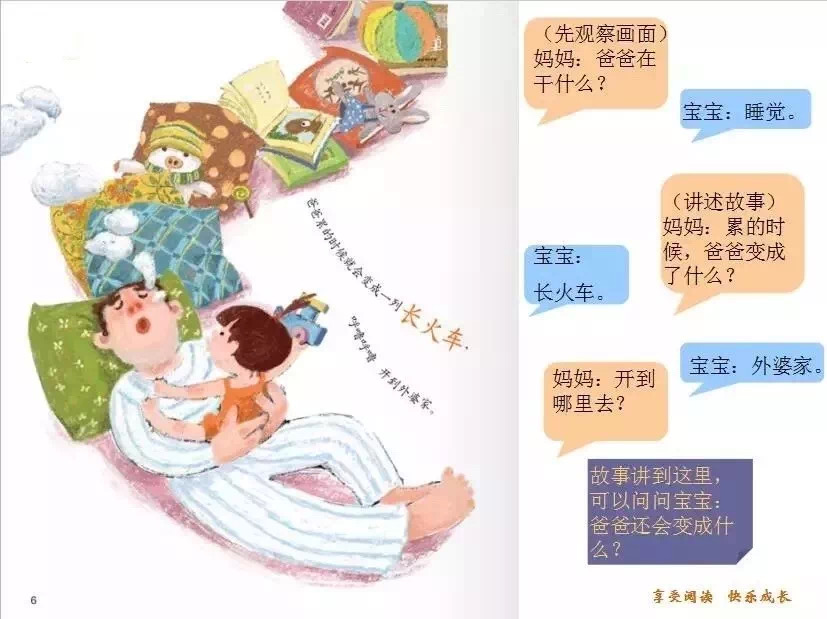 爸爸累的时候就会变成一列长火车,
呼噜呼噜 开到外婆家。
6
（先观察画面）
妈妈：爸爸在
干什么？
宝宝：睡觉。
（讲述故事）
妈妈：累的时
候，爸爸变成
了什么？
宝宝：
长火车。
妈妈：开到
哪里去？
宝宝：外婆家。
故事讲到这里，
可以问问宝宝：
爸爸还会变成什
么？
享受阅读 快乐成长